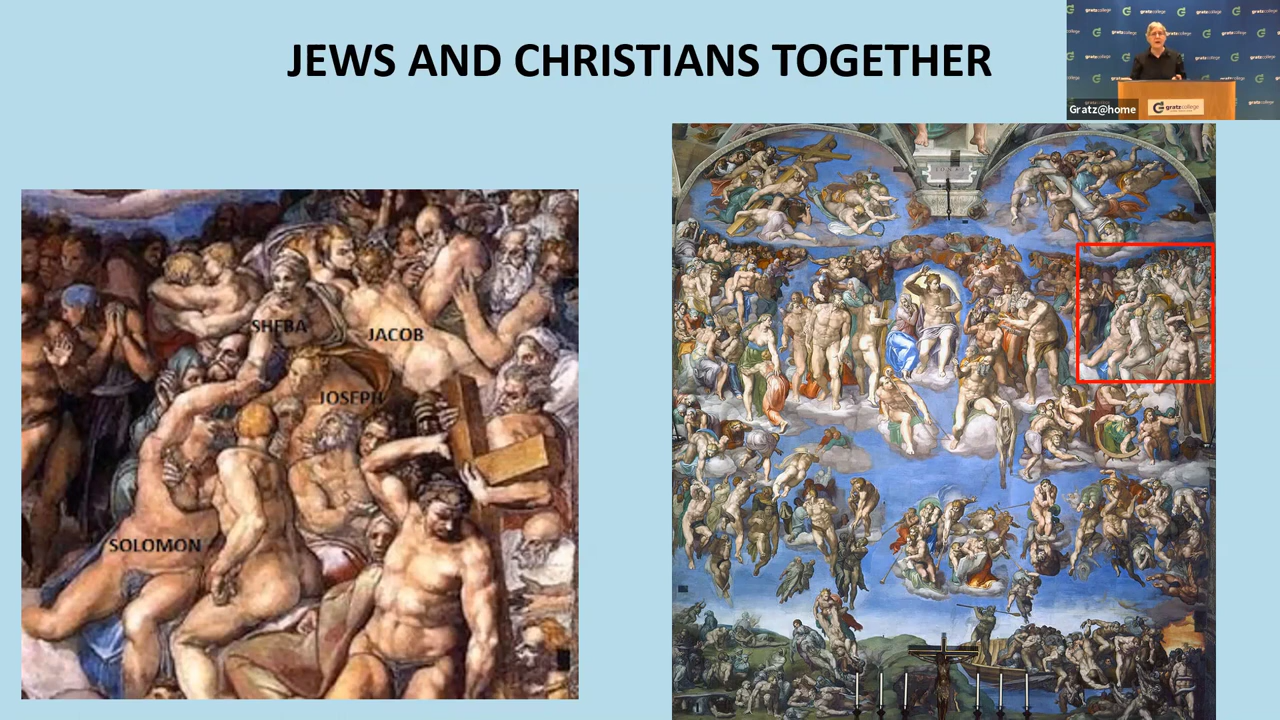 JEWS AND CHRISTIANS TOGETHER
Gratz@home
gratzcollege
SHEBA
JACOB
JOSEPH
SOLOMON